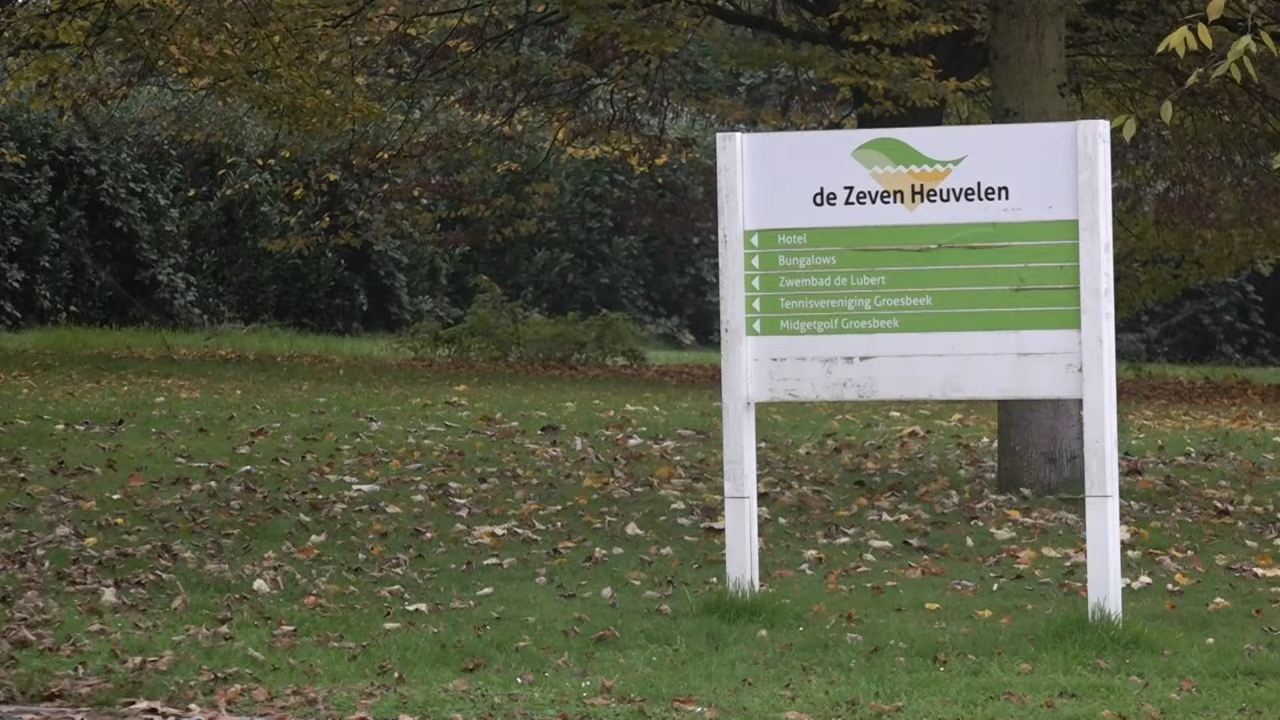 de Zeven Heuvelen
Hotel
Bungalows
Zwembad de Lubert
Tennisvereniging Groesbeek
Midgetgolf Groesbeek